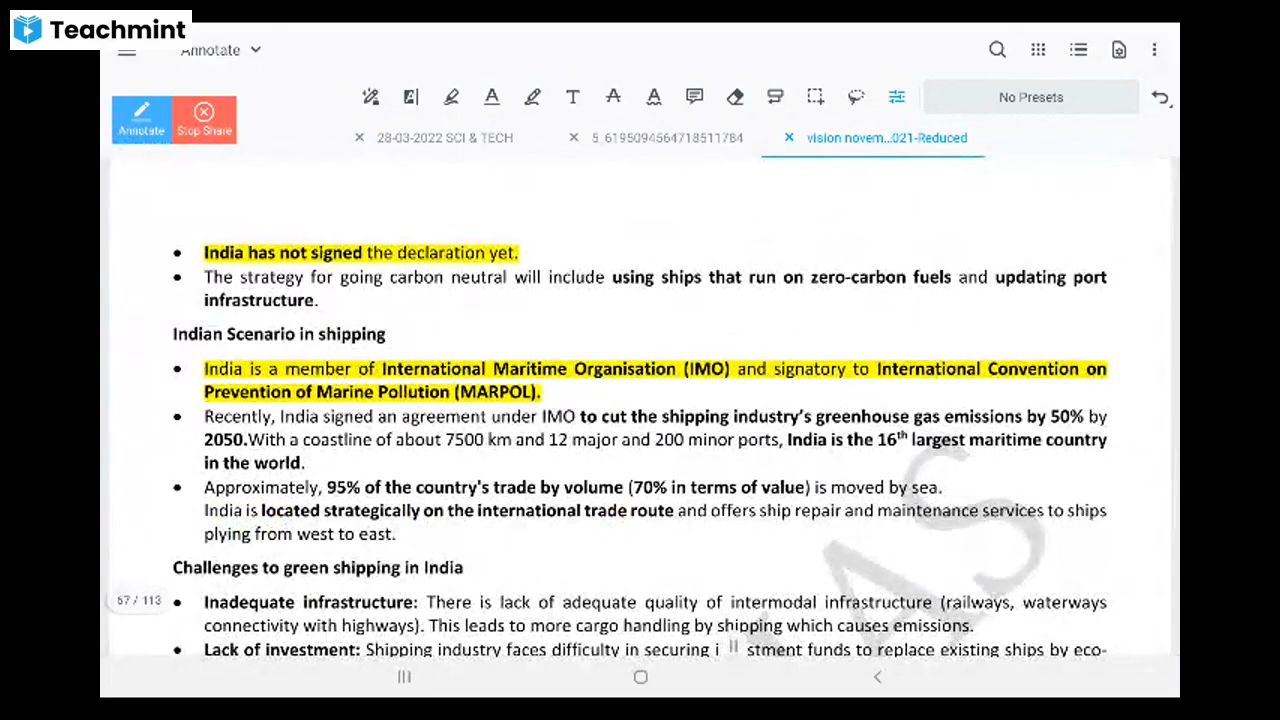 Teachmint
Annotate
No Presets
Annotate
Stop Share
28-03-2022 SCI & TECH
5_6195094564718511784
vision novem...021-Reduced
• India has not signed the declaration yet.
• The strategy for going carbon neutral will include using ships that run on zero-carbon fuels and updating port
infrastructure.
Indian Scenario in shipping
• India is a member of International Maritime Organisation (IMO) and signatory to International Convention on
Prevention of Marine Pollution (MARPOL).
• Recently, India signed an agreement under IMO to cut the shipping industry's greenhouse gas emissions by 50% by
2050.With a coastline of about 7500 km and 12 major and 200 minor ports, India is the 16th largest maritime country
in the world.
• Approximately, 95% of the country's trade by volume (70% in terms of value) is moved by sea.
India is located strategically on the international trade route and offers ship repair and maintenance services to ships
plying from west to east.
Challenges to green shipping in India
67 / 113
• Inadequate infrastructure: There is lack of adequate quality of intermodal infrastructure (railways, waterways
connectivity with highways). This leads to more cargo handling by shipping which causes emissions.
• Lack of investment: Shipping industry faces difficulty in securing i stment funds to replace existing ships by eco-
IAS